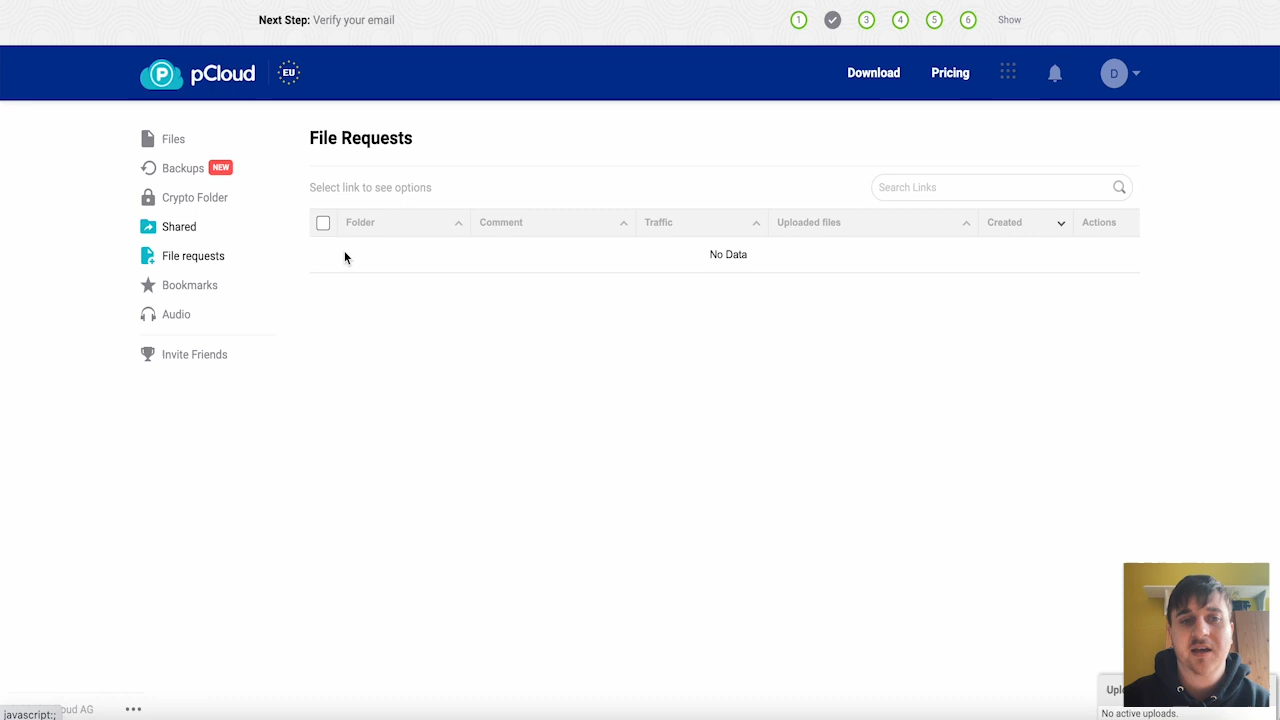 Next Step: Verify your email
1
3
4
5
6
Show
P
pCloud
EU
Download
Pricing
D
Files
Backups NEW
Crypto Folder
Shared
File requests
Bookmarks
Audio
Invite Friends
File Requests
Select link to see options
Search Links
Folder
Comment
Traffic
Uploaded files
Created
Actions
No Data
No active uploads.
AG
javascript:;